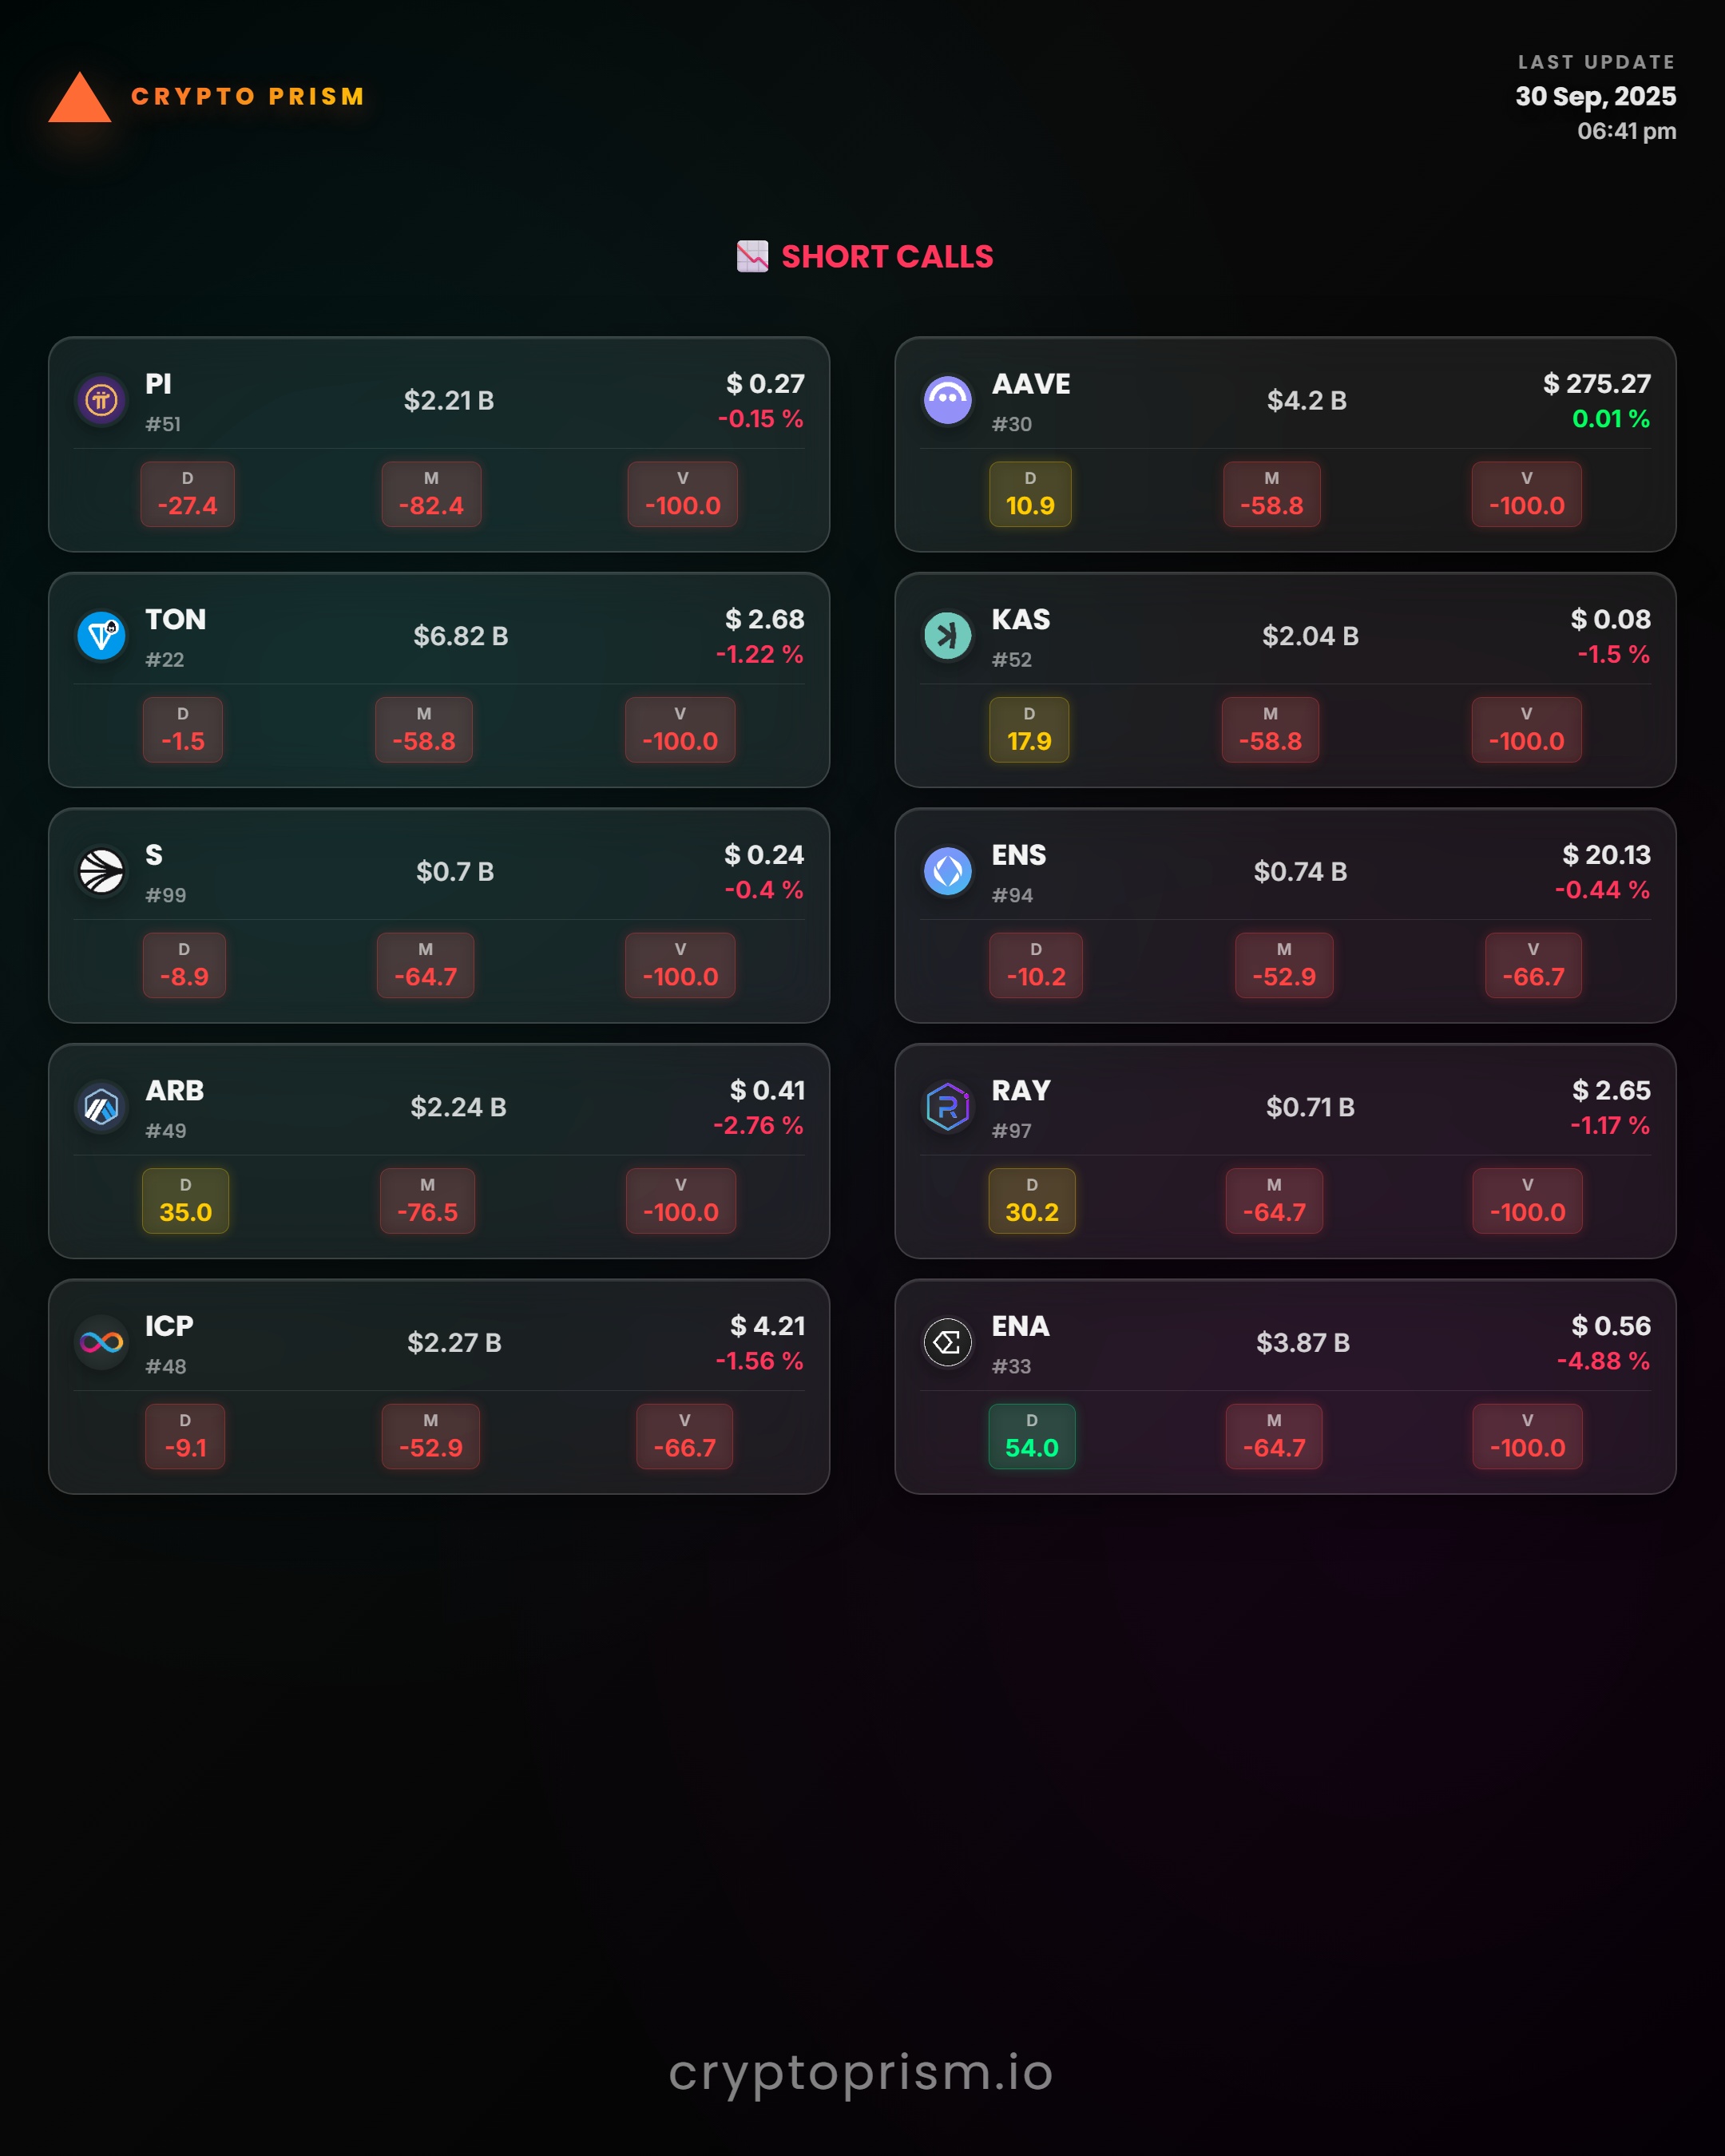 CRYPTO PRISM
LAST UPDATE
30 Sep, 2025
06:41 pm
SHORT CALLS
PI
#51
$2.21 B
$ 0.27
-0.15 %
D
-27.4
M
-82.4
V
-100.0
AAVE
#30
$4.2 B
$ 275.27
0.01 %
D
10.9
M
-58.8
V
-100.0
TON
#22
$6.82 B
$ 2.68
-1.22 %
D
-1.5
M
-58.8
V
-100.0
KAS
#52
$2.04 B
$ 0.08
-1.5 %
D
17.9
M
-58.8
V
-100.0
S
#99
$0.7 B
$ 0.24
-0.4 %
D
-8.9
M
-64.7
V
-100.0
ENS
#94
$0.74 B
$ 20.13
-0.44 %
D
-10.2
M
-52.9
V
-66.7
ARB
#49
$2.24 B
$ 0.41
-2.76 %
D
35.0
M
-76.5
V
-100.0
RAY
#97
$0.71 B
$ 2.65
-1.17 %
D
30.2
M
-64.7
V
-100.0
ICP
#48
$2.27 B
$ 4.21
-1.56 %
D
-9.1
M
-52.9
V
-66.7
ENA
#33
$3.87 B
$ 0.56
-4.88 %
D
54.0
M
-64.7
V
-100.0
cryptoprism.io